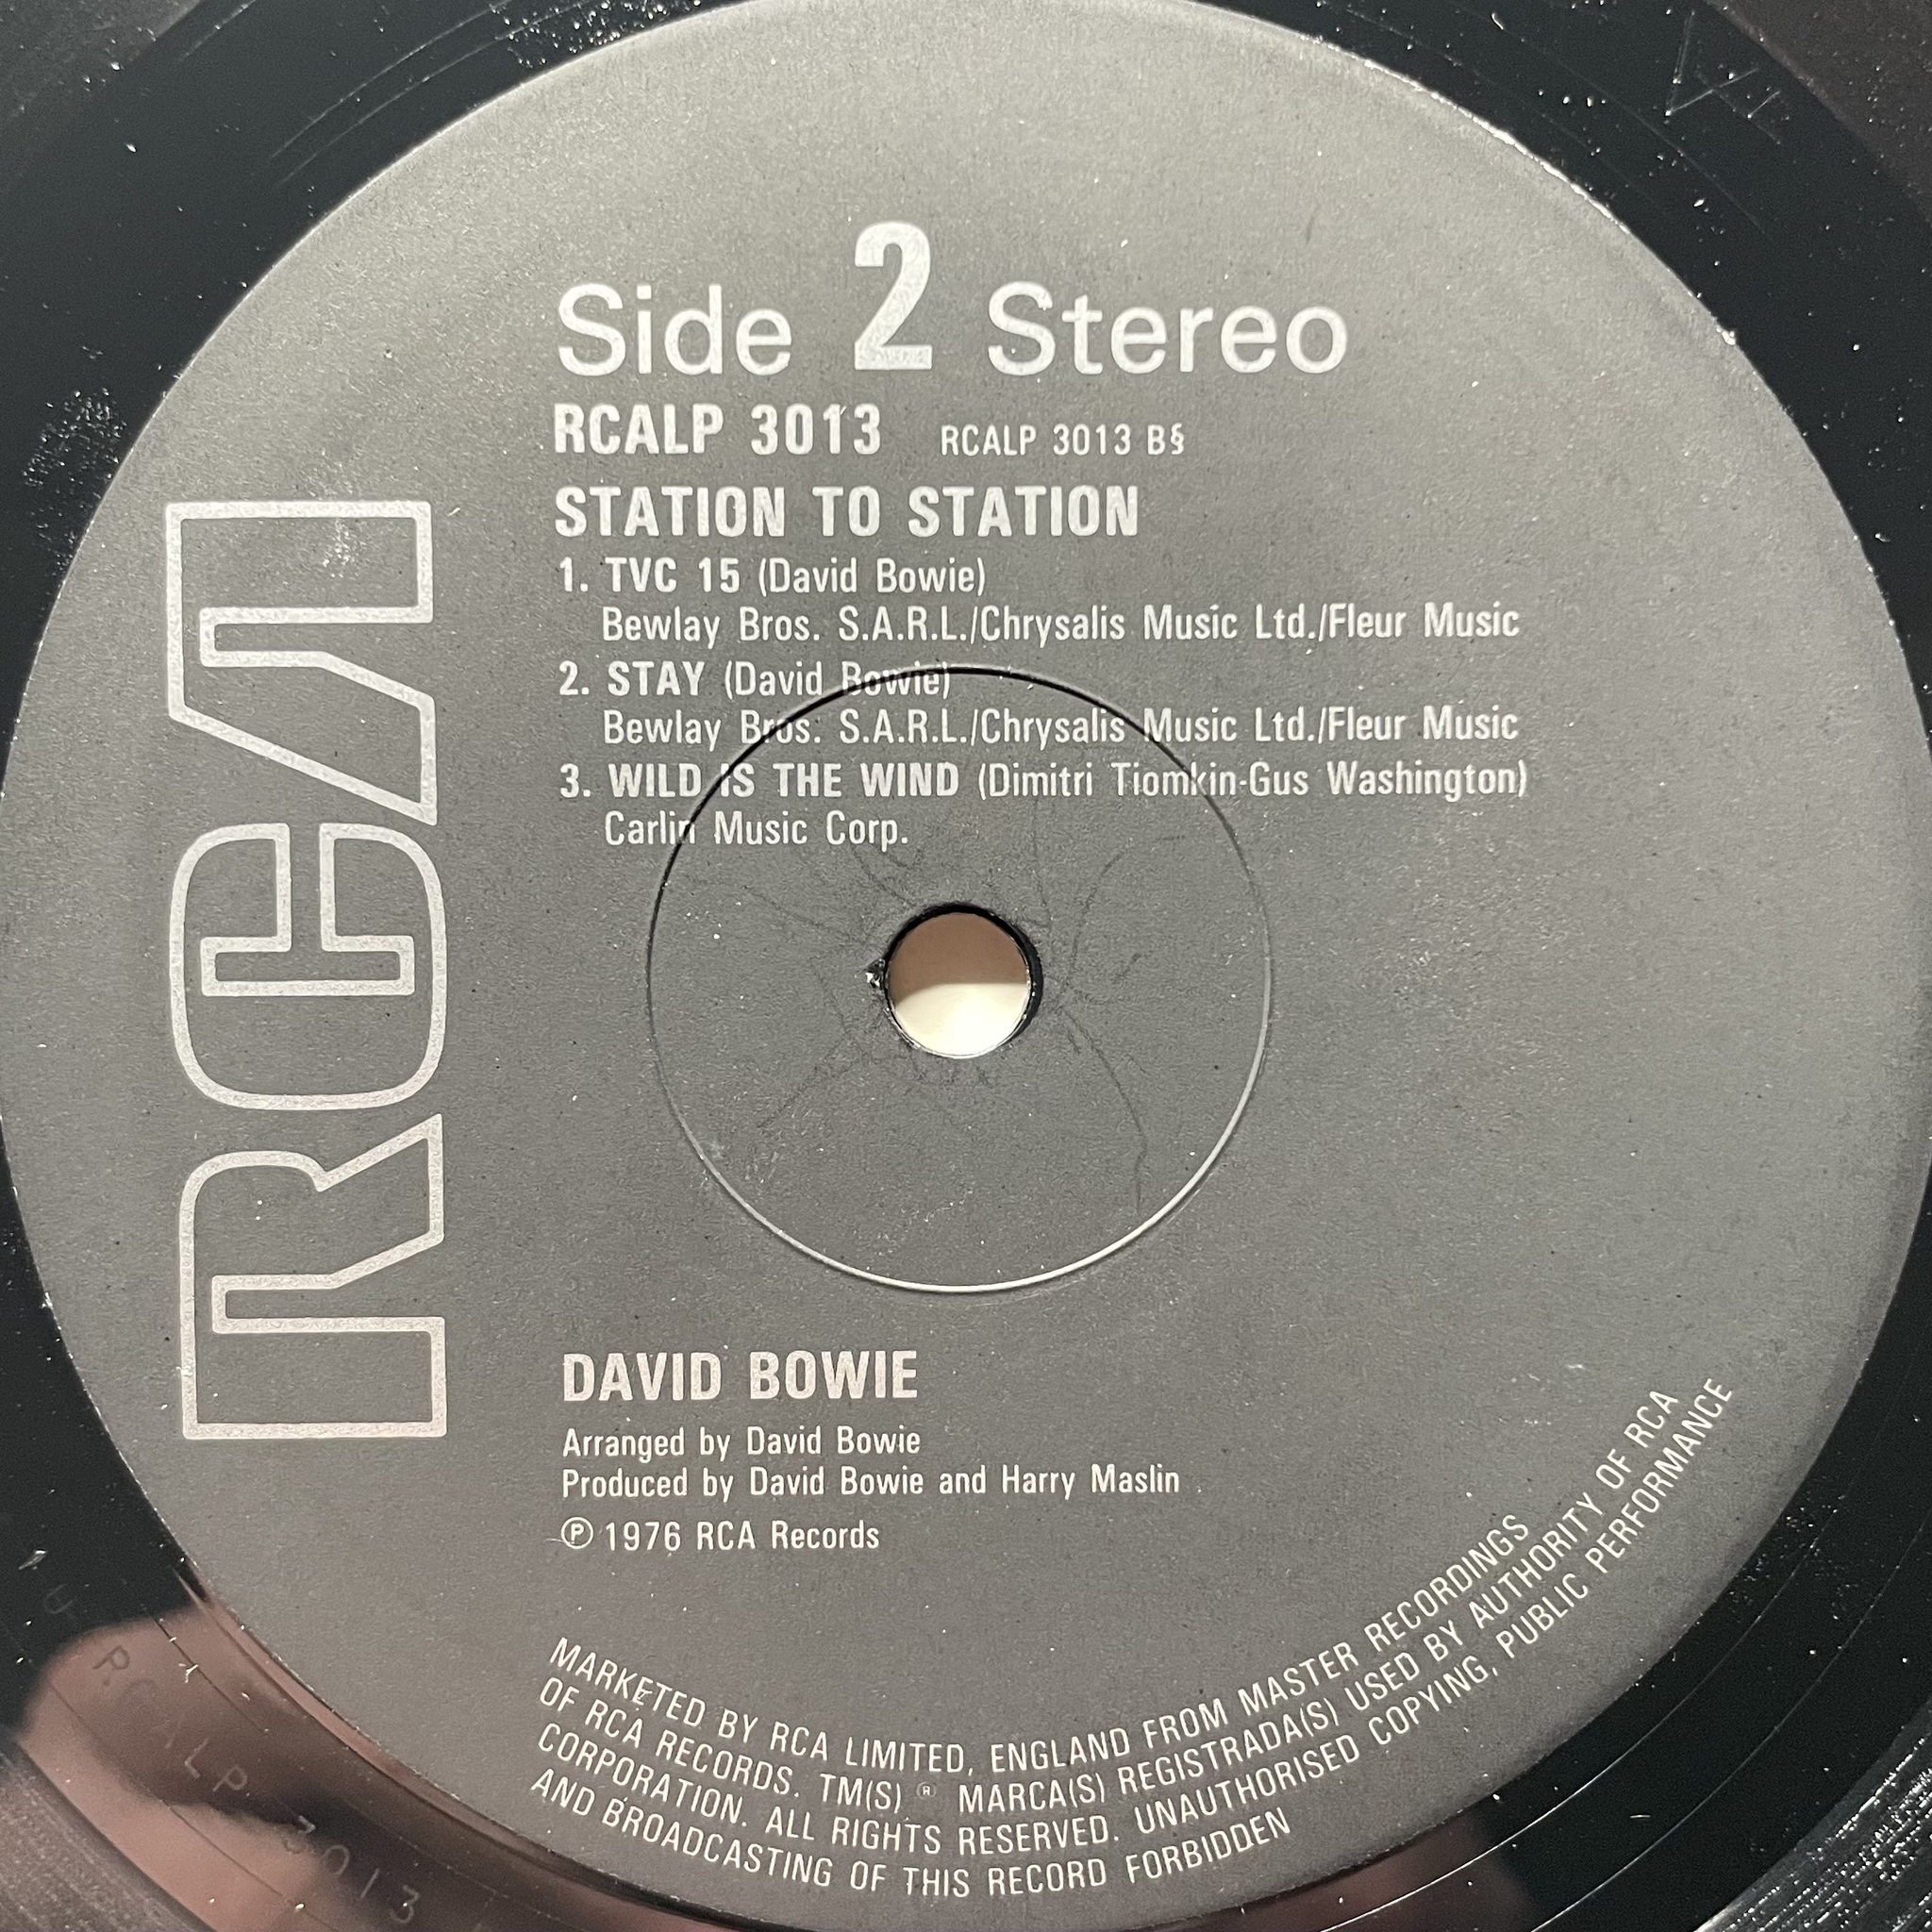 Side 2 Stereo
RCALP 3013 RCALP 3013 B§
STATION TO STATION
1. TVC 15 (David Bowie)
Bewlay Bros. S.A.R.L./Chrysalis Music Ltd./Fleur Music
2. STAY (David Bowie)
Bewlay Bros. S.A.R.L./Chrysalis Music Ltd./Fleur Music
3. WILD IS THE WIND (Dimitri Tiomkin-Gus Washington)
Carlin Music Corp.
RCA
DAVID BOWIE
Arranged by David Bowie
Produced by David Bowie and Harry Maslin
℗ 1976 RCA Records
MARKETED BY RCA LIMITED, ENGLAND FROM MASTER RECORDINGS
OF RCA RECORDS. TM(S) ® MARCA(S) REGISTRADA(S) USED BY AUTHORITY OF RCA
CORPORATION. ALL RIGHTS RESERVED. UNAUTHORISED COPYING, PUBLIC PERFORMANCE
AND BROADCASTING OF THIS RECORD FORBIDDEN
RCALP 3013